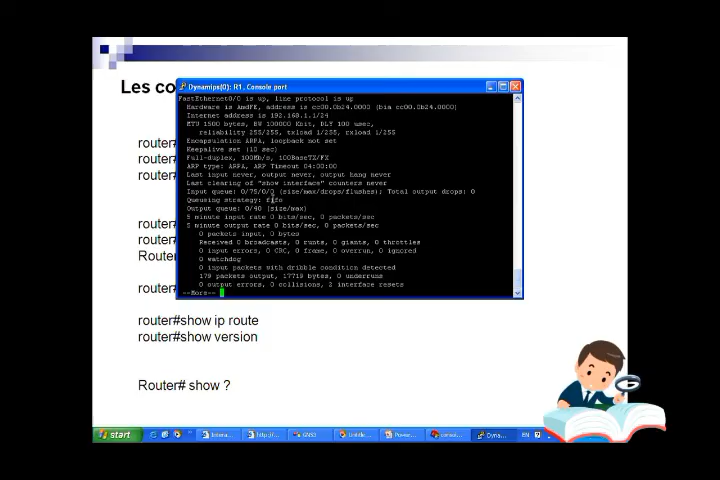 Les co
router#
router#
router#
router#
router#
Router
router#
router#show ip route
router#show version
Router# show ?
Dynamips(0): R1, Console port
FastEthernet0/0 is up, line protocol is up
Hardware is AmdFE, address is cc00.0b24.0000 (bia cc00.0b24.0000)
Internet address is 192.168.1.1/24
MTU 1500 bytes, BW 100000 Kbit, DLY 100 usec,
reliability 255/255, txload 1/255, rxload 1/255
Encapsulation ARPA, loopback not set
Keepalive set (10 sec)
Full-duplex, 100Mb/s, 100BaseTX/FX
ARP type: ARPA, ARP Timeout 04:00:00
Last input never, output never, output hang never
Last clearing of "show interface" counters never
Input queue: 0/75/0/0 (size/max/drops/flushes); Total output drops: 0
Queueing strategy: fifo
Output queue: 0/40 (size/max)
5 minute input rate 0 bits/sec, 0 packets/sec
5 minute output rate 0 bits/sec, 0 packets/sec
0 packets input, 0 bytes
Received 0 broadcasts, 0 runts, 0 giants, 0 throttles
0 input errors, 0 CRC, 0 frame, 0 overrun, 0 ignored
0 watchdog
0 input packets with dribble condition detected
179 packets output, 17719 bytes, 0 underruns
0 output errors, 0 collisions, 2 interface resets
--More--
start
Intern...
http://...
GNS3
Untitle...
Power...
consol...
Dyna...
EN